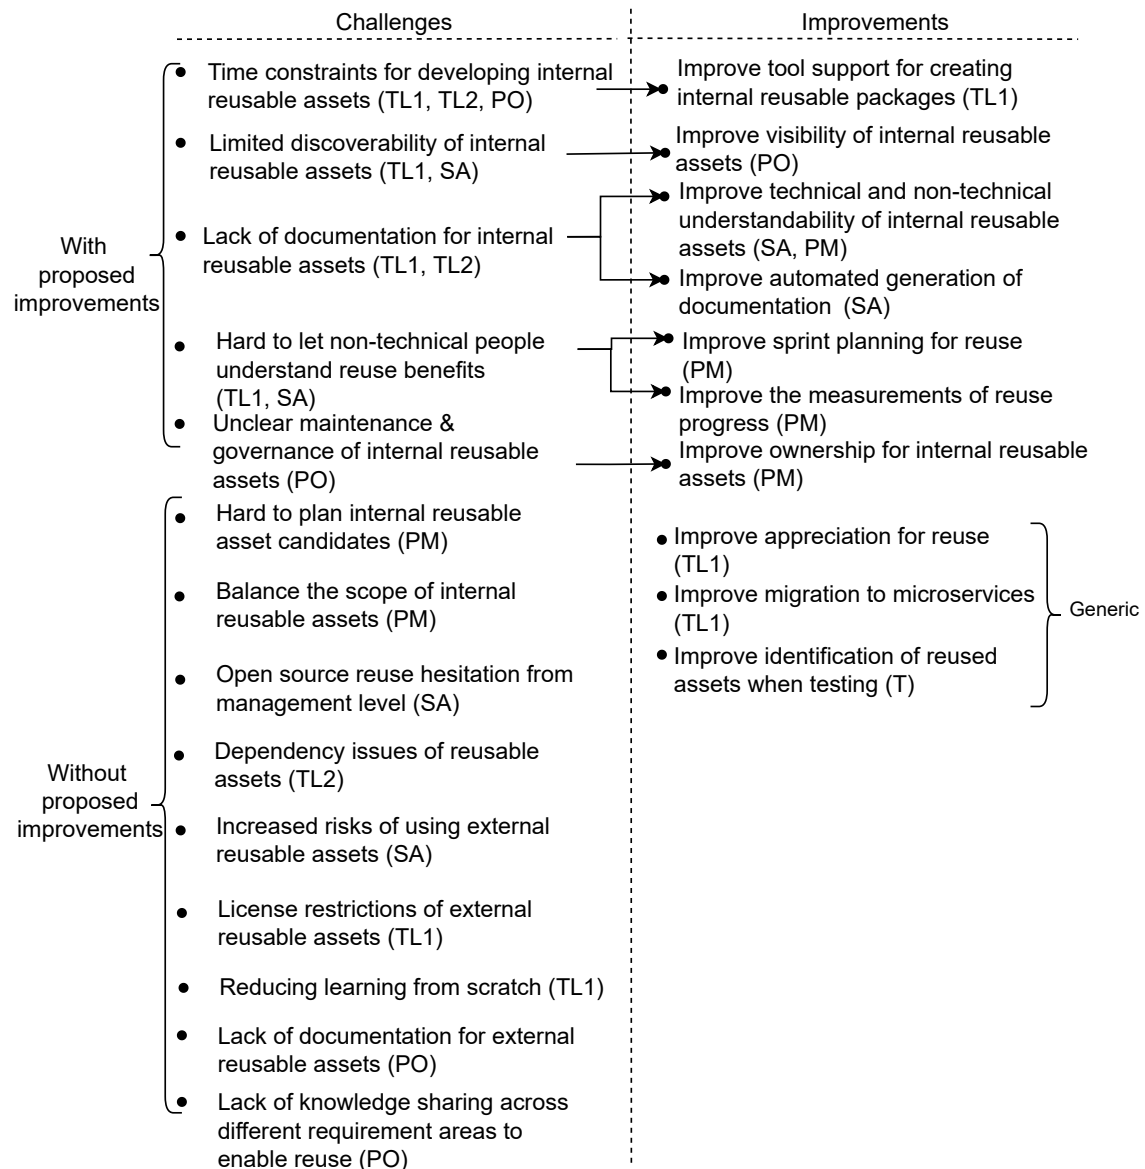 Challenges
Improvements
With
proposed
improvements
Time constraints for developing internal
reusable assets (TL1, TL2, PO)
Improve tool support for creating
internal reusable packages (TL1)
Limited discoverability of internal
reusable assets (TL1, SA)
Improve visibility of internal reusable
assets (PO)
Lack of documentation for internal
reusable assets (TL1, TL2)
Improve technical and non-technical
understandability of internal reusable
assets (SA, PM)
Improve automated generation of
documentation (SA)
Hard to let non-technical people
understand reuse benefits
(TL1, SA)
Improve sprint planning for reuse
(PM)
Improve the measurements of reuse
progress (PM)
Unclear maintenance &
governance of internal reusable
assets (PO)
Improve ownership for internal reusable
assets (PM)
Without
proposed
improvements
Hard to plan internal reusable
asset candidates (PM)
Balance the scope of internal
reusable assets (PM)
Open source reuse hesitation from
management level (SA)
Dependency issues of reusable
assets (TL2)
Increased risks of using external
reusable assets (SA)
License restrictions of external
reusable assets (TL1)
Reducing learning from scratch (TL1)
Lack of documentation for external
reusable assets (PO)
Lack of knowledge sharing across
different requirement areas to
enable reuse (PO)
Improve appreciation for reuse
(TL1)
Improve migration to microservices
(TL1)
Improve identification of reused
assets when testing (T)
Generic